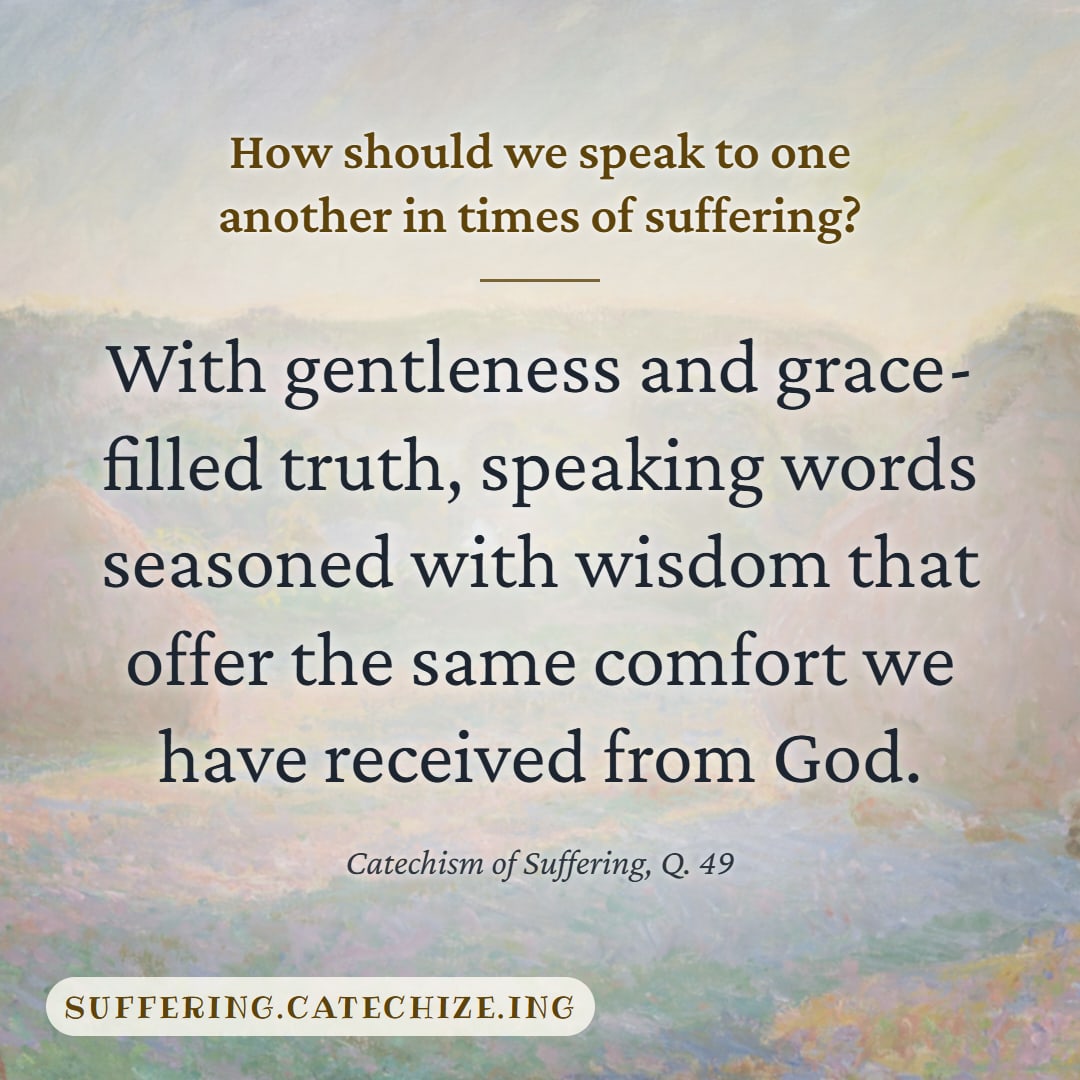 How should we speak to one
another in times of suffering?
With gentleness and grace-
filled truth, speaking words
seasoned with wisdom that
offer the same comfort we
have received from God.
Catechism of Suffering, Q. 49
SUFFERING.CATECHIZE.ING